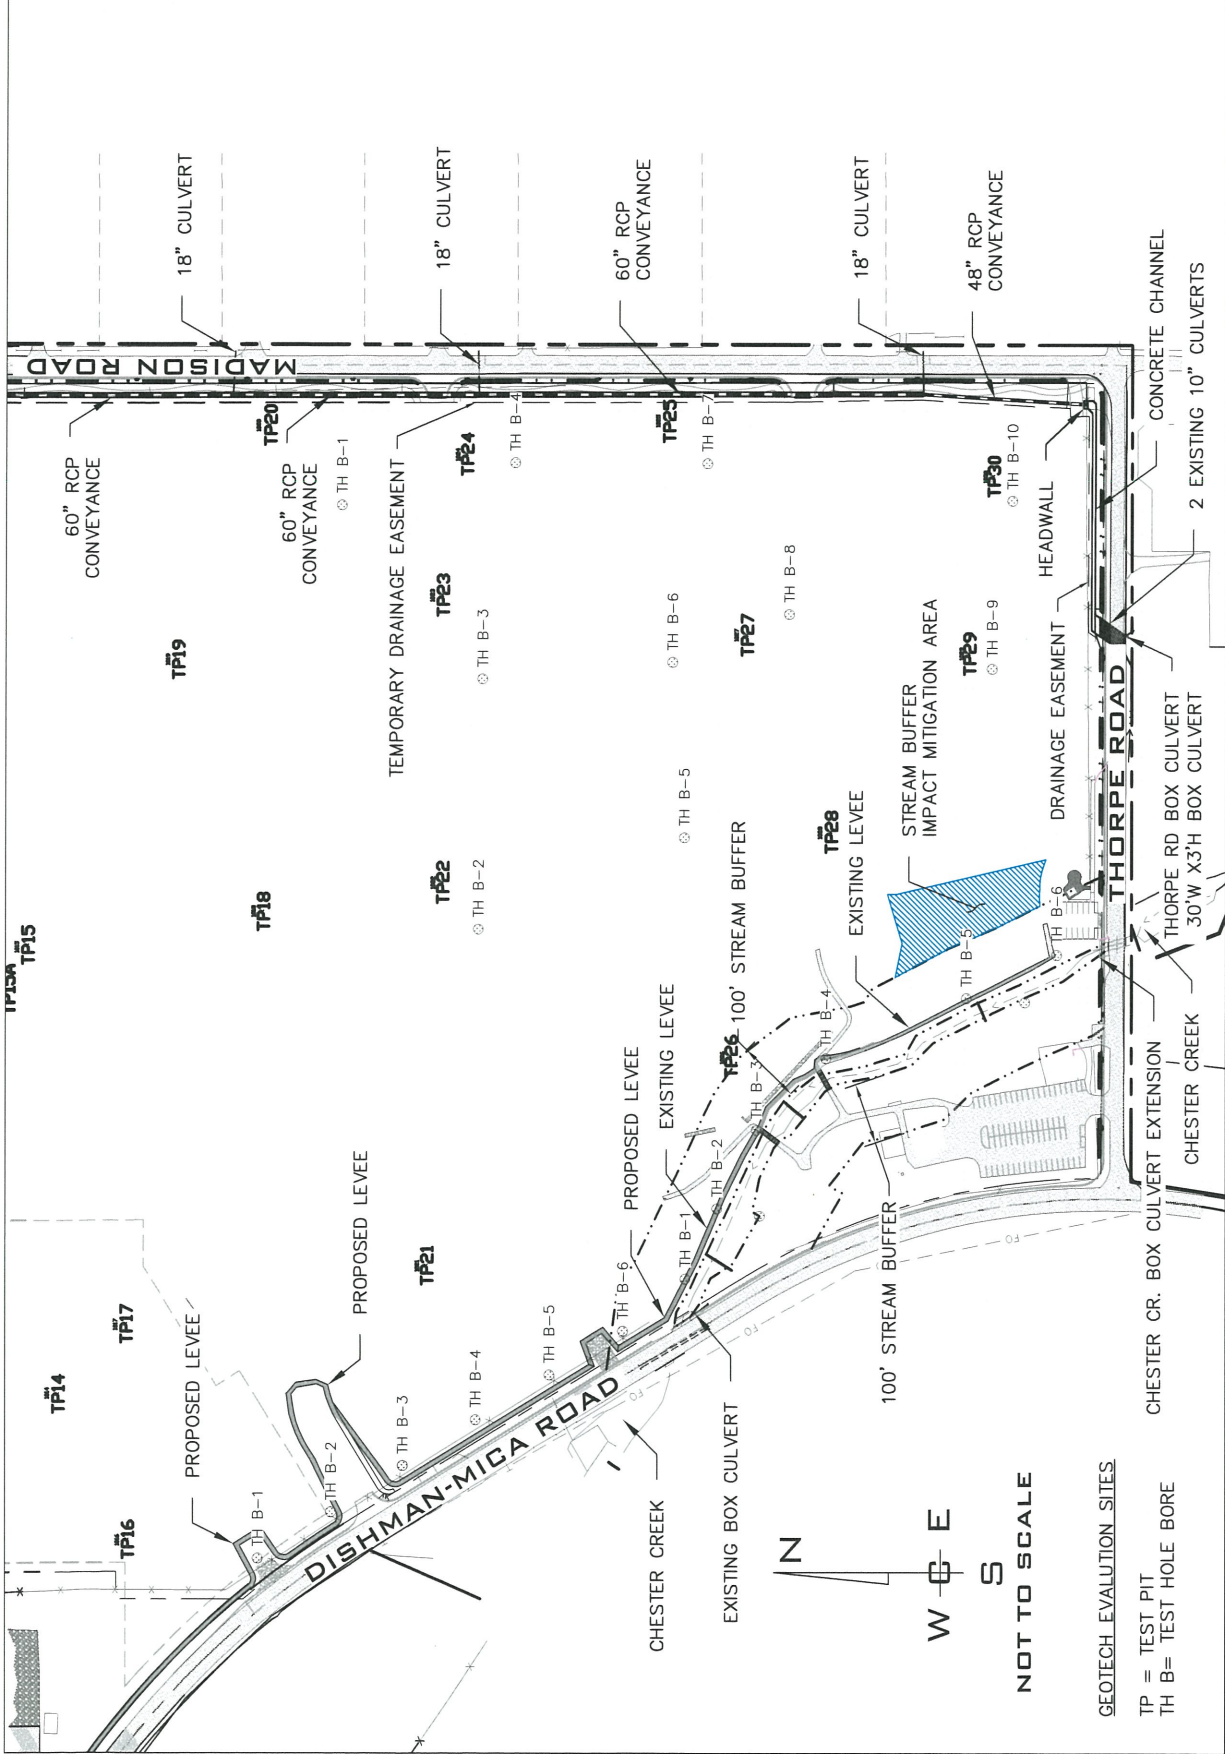 TP13A
TP15
TP14
TP17
TP16
TP18
TP19
TP20
TP21
TP22
TP23
TP24
TP25
TP26
TP27
TP28
TP29
TP30
PROPOSED LEVEE
PROPOSED LEVEE
PROPOSED LEVEE
EXISTING LEVEE
EXISTING LEVEE
TH B-1
TH B-2
TH B-3
TH B-4
TH B-5
TH B-6
TH B-1
TH B-2
TH B-3
TH B-4
TH B-5
TH B-6
TH B-1
TH B-2
TH B-3
TH B-4
TH B-5
TH B-6
TH B-7
TH B-8
TH B-9
TH B-10
60" RCP
CONVEYANCE
60" RCP
CONVEYANCE
60" RCP
CONVEYANCE
48" RCP
CONVEYANCE
18" CULVERT
18" CULVERT
18" CULVERT
MADISON ROAD
TEMPORARY DRAINAGE EASEMENT
100' STREAM BUFFER
100' STREAM BUFFER
STREAM BUFFER
IMPACT MITIGATION AREA
HEADWALL
DRAINAGE EASEMENT
CONCRETE CHANNEL
2 EXISTING 10" CULVERTS
THORPE ROAD
THORPE RD BOX CULVERT
30'W X3'H BOX CULVERT
CHESTER CREEK
CHESTER CR. BOX CULVERT EXTENSION
DISHMAN-MICA ROAD
CHESTER CREEK
EXISTING BOX CULVERT
FO
FO
FO
FO
N
W
E
S
NOT TO SCALE
GEOTECH EVALUTION SITES
TP = TEST PIT
TH B= TEST HOLE BORE